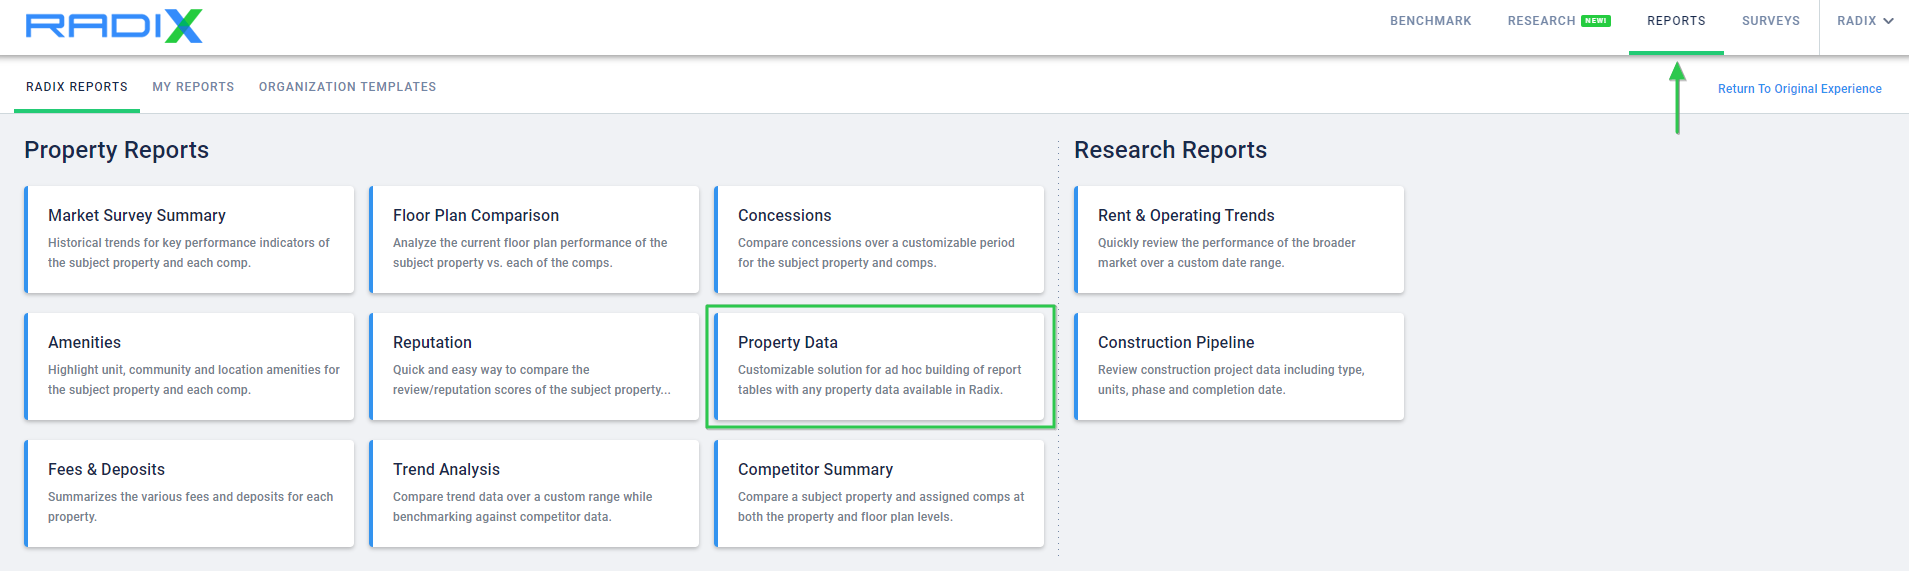 RADIX
BENCHMARK
RESEARCH NEW!
REPORTS
SURVEYS
RADIX
RADIX REPORTS
MY REPORTS
ORGANIZATION TEMPLATES
Return To Original Experience
Property Reports
Market Survey Summary
Historical trends for key performance indicators of
the subject property and each comp.
Floor Plan Comparison
Analyze the current floor plan performance of the
subject property vs. each of the comps.
Concessions
Compare concessions over a customizable period
for the subject property and comps.
Amenities
Highlight unit, community and location amenities for
the subject property and each comp.
Reputation
Quick and easy way to compare the
review/reputation scores of the subject property...
Property Data
Customizable solution for ad hoc building of report
tables with any property data available in Radix.
Fees & Deposits
Summarizes the various fees and deposits for each
property.
Trend Analysis
Compare trend data over a custom range while
benchmarking against competitor data.
Competitor Summary
Compare a subject property and assigned comps at
both the property and floor plan levels.
Research Reports
Rent & Operating Trends
Quickly review the performance of the broader
market over a custom date range.
Construction Pipeline
Review construction project data including type,
units, phase and completion date.